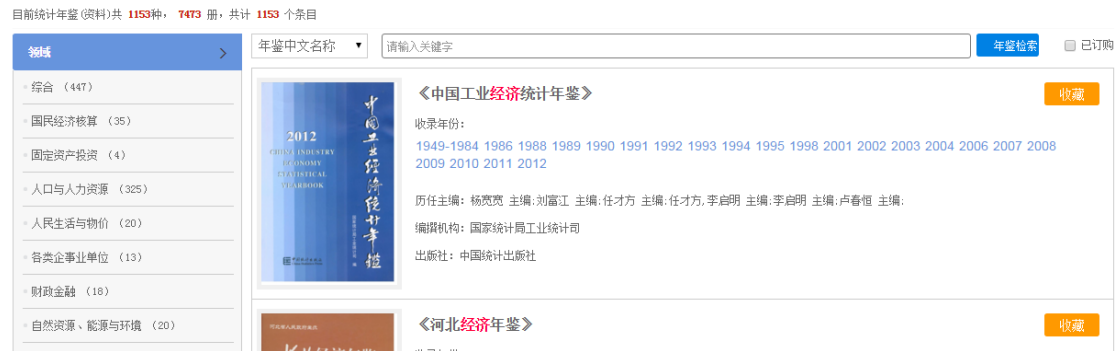 目前统计年鉴(资料)共 1153种， 7473 册，共计 1153 个条目
领域
综合 （447）
国民经济核算 （35）
固定资产投资 （4）
人口与人力资源 （325）
人民生活与物价 （20）
各类企事业单位 （13）
财政金融 （18）
自然资源、能源与环境 （20）
年鉴中文名称
请输入关键字
年鉴检索
已订购
2012
CHINA INDUSTRY
ECONOMY
STATISTICAL
YEARBOOK
中国工业经济统计年鉴
《中国工业经济统计年鉴》
收藏
收录年份：
1949-1984 1986 1988 1989 1990 1991 1992 1993 1994 1995 1998 2001 2002 2003 2004 2006 2007 2008
2009 2010 2011 2012
历任主编：杨宽宽 主编;刘富江 主编;任才方 主编;任才方,李启明 主编;李启明 主编;卢春恒 主编;
编撰机构：国家统计局工业统计司
出版社：中国统计出版社
《河北经济年鉴》
收藏